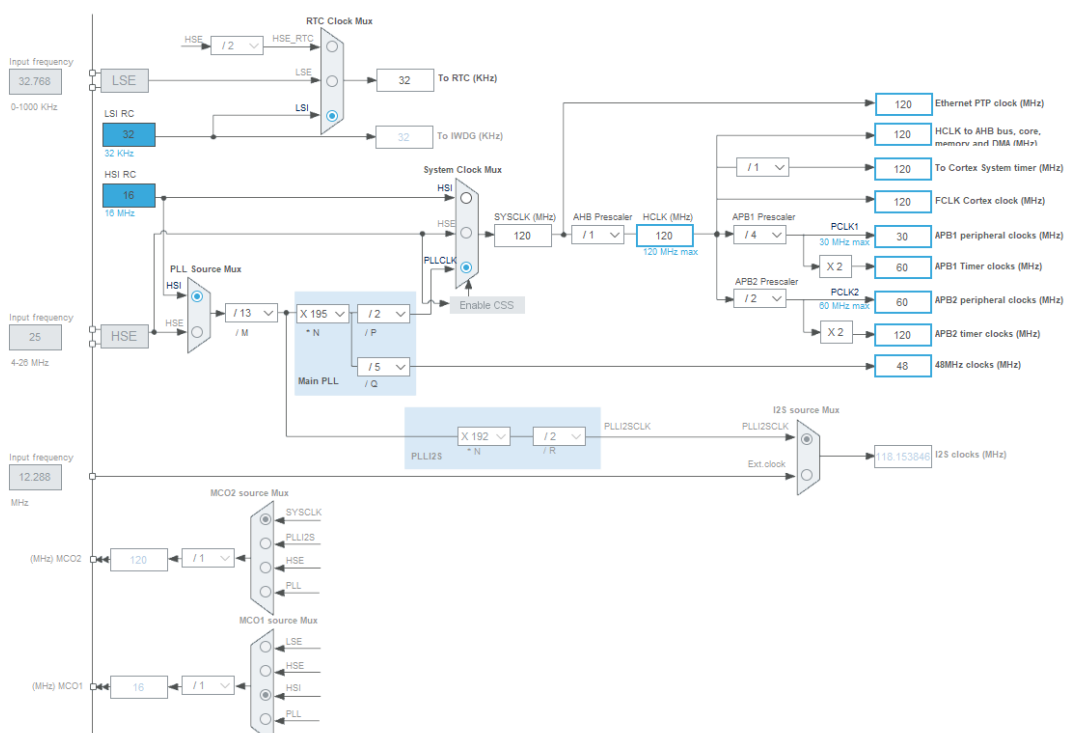 RTC Clock Mux
HSE
/ 2
HSE_RTC
Input frequency
32.768
0-1000 KHz
LSE
LSE
32
To RTC (KHz)
LSI RC
32
32 KHz
LSI
32
To IWDG (KHz)
HSI RC
16
16 MHz
System Clock Mux
HSI
HSE
PLLCLK
Enable CSS
SYSCLK (MHz)
120
AHB Prescaler
/ 1
HCLK (MHz)
120
120 MHz max
120
Ethernet PTP clock (MHz)
120
HCLK to AHB bus, core,
memory and DMA (MHz)
/ 1
120
To Cortex System timer (MHz)
120
FCLK Cortex clock (MHz)
APB1 Prescaler
/ 4
PCLK1
30 MHz max
30
APB1 peripheral clocks (MHz)
X 2
60
APB1 Timer clocks (MHz)
APB2 Prescaler
/ 2
PCLK2
60 MHz max
60
APB2 peripheral clocks (MHz)
X 2
120
APB2 timer clocks (MHz)
48
48MHz clocks (MHz)
PLL Source Mux
HSI
HSE
Input frequency
25
4-26 MHz
HSE
/ 13
/ M
X 195
* N
/ 2
/ P
/ 5
/ Q
Main PLL
X 192
* N
/ 2
/ R
PLLI2S
PLLI2SCLK
I2S source Mux
PLLI2SCLK
Ext.clock
118.153846
I2S clocks (MHz)
Input frequency
12.288
MHz
MCO2 source Mux
SYSCLK
PLLI2S
HSE
PLL
(MHz) MCO2
120
/ 1
MCO1 source Mux
LSE
HSE
HSI
PLL
(MHz) MCO1
16
/ 1